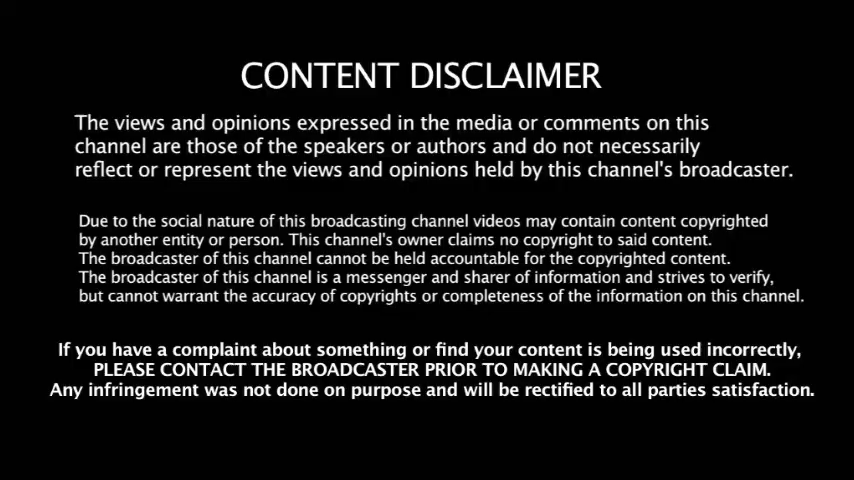 CONTENT DISCLAIMER
The views and opinions expressed in the media or comments on this
channel are those of the speakers or authors and do not necessarily
reflect or represent the views and opinions held by this channel's broadcaster.
Due to the social nature of this broadcasting channel videos may contain content copyrighted
by another entity or person. This channel's owner claims no copyright to said content.
The broadcaster of this channel cannot be held accountable for the copyrighted content.
The broadcaster of this channel is a messenger and sharer of information and strives to verify,
but cannot warrant the accuracy of copyrights or completeness of the information on this channel.
If you have a complaint about something or find your content is being used incorrectly,
PLEASE CONTACT THE BROADCASTER PRIOR TO MAKING A COPYRIGHT CLAIM.
Any infringement was not done on purpose and will be rectified to all parties satisfaction.